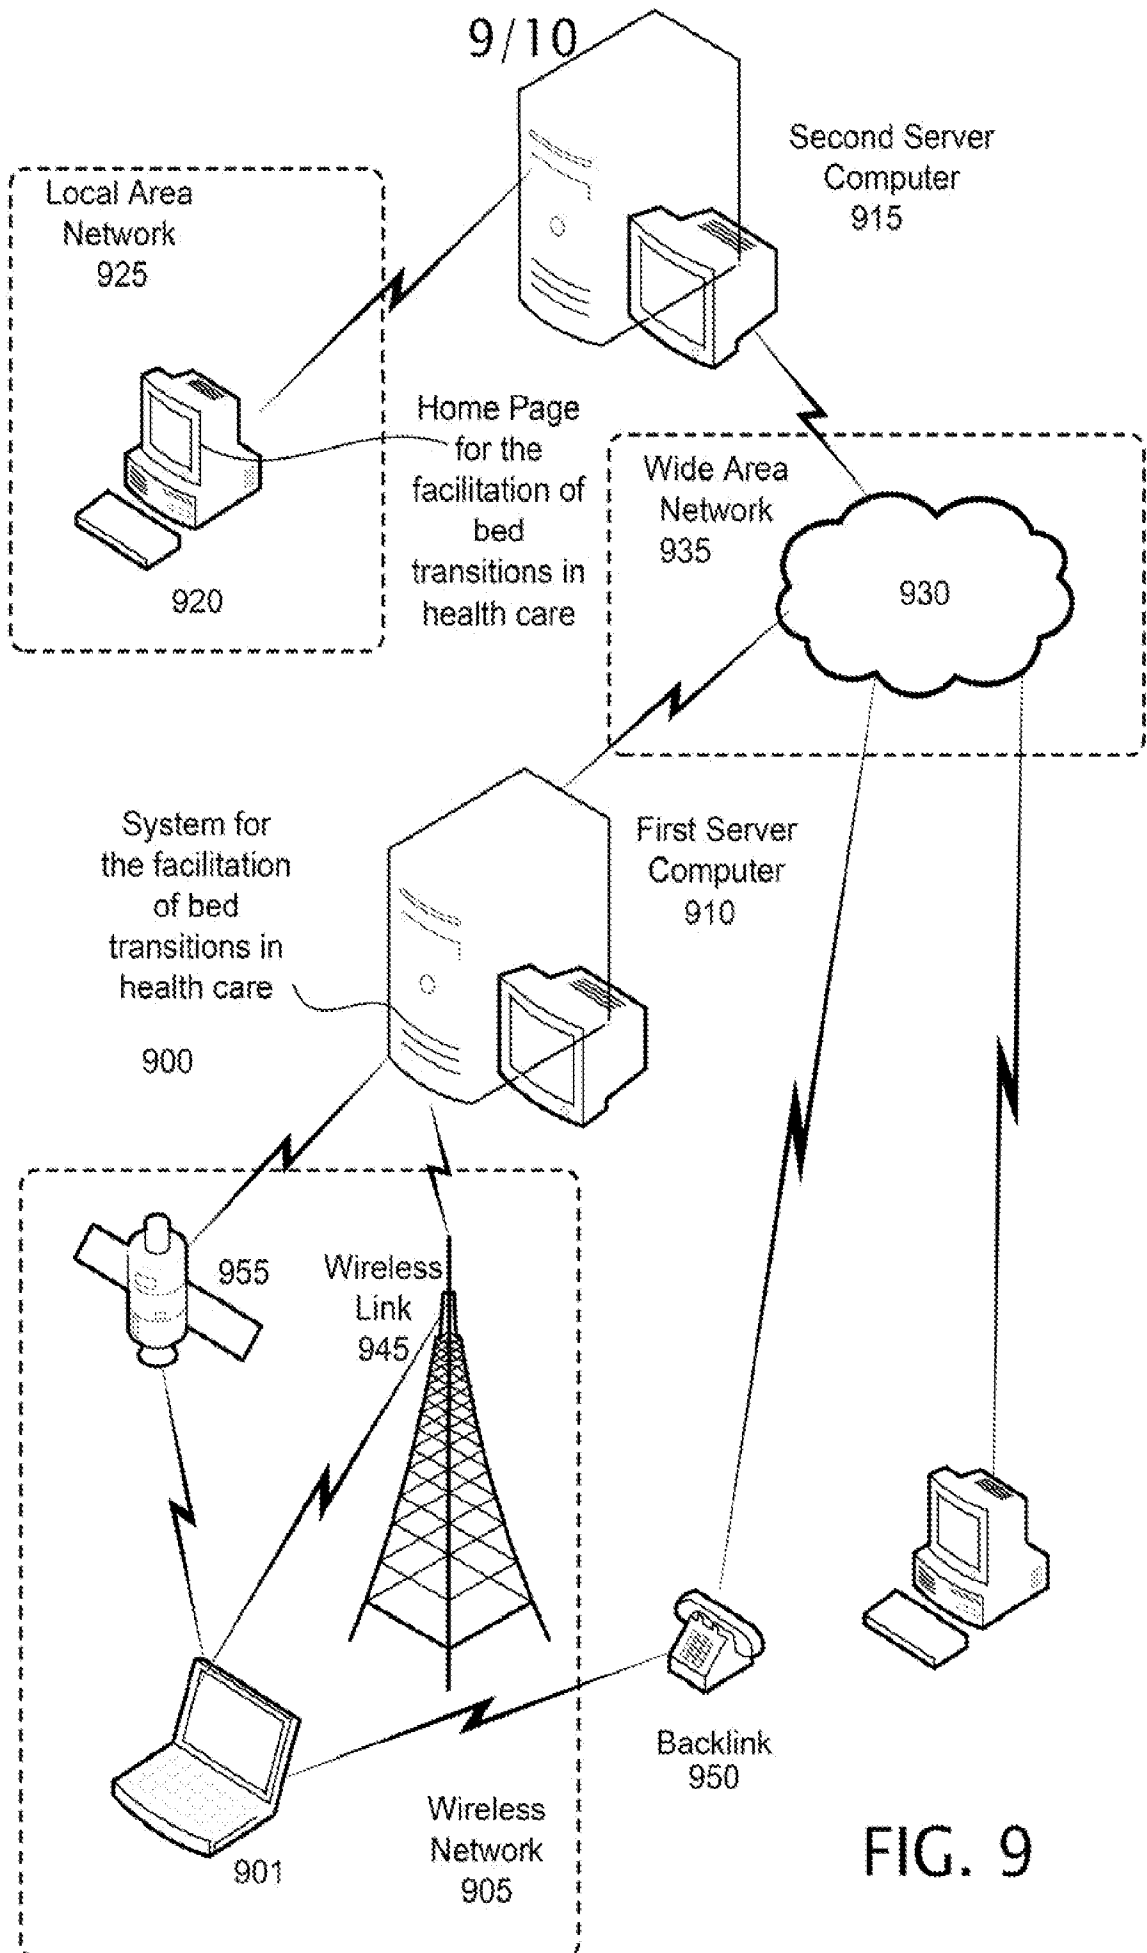 9/10
Second Server
Computer
915
Local Area
Network
925
Home Page
for the
facilitation of
bed
transitions in
health care
920
Wide Area
Network
935
930
System for
the facilitation
of bed
transitions in
health care
900
First Server
Computer
910
955
Wireless
Link
945
Backlink
950
901
Wireless
Network
905
FIG. 9